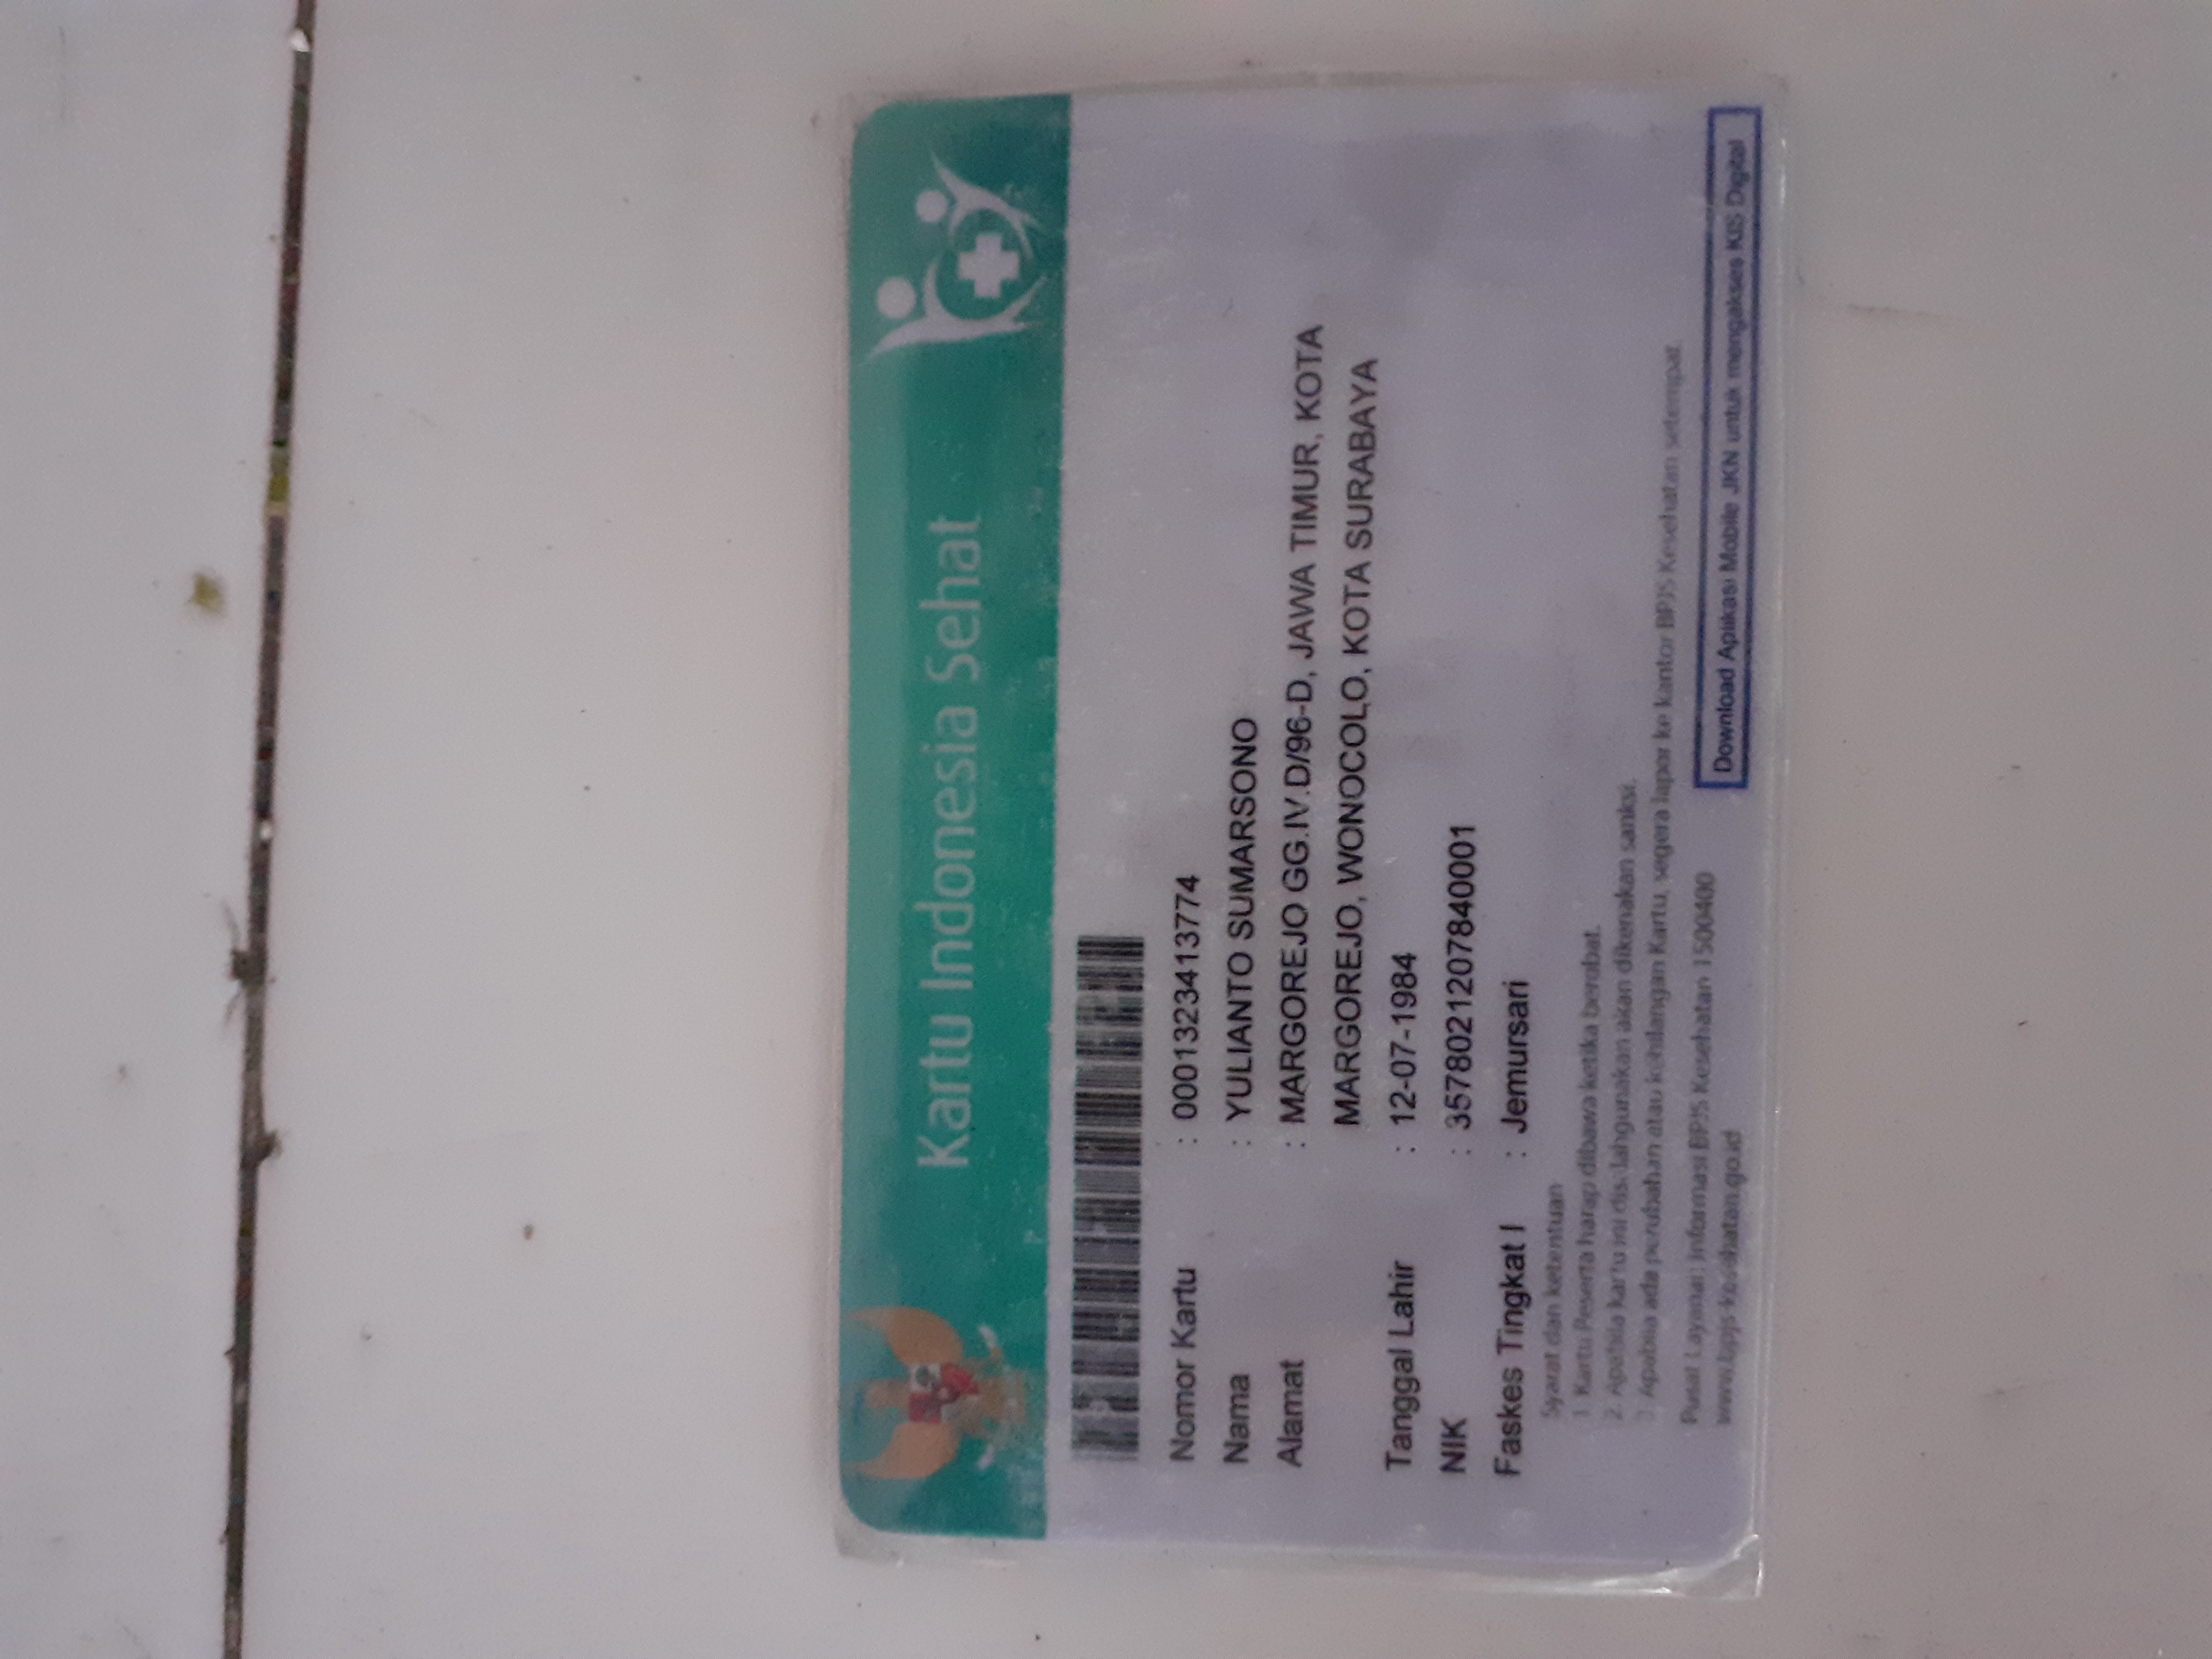 Kartu Indonesia Sehat
Nomor Kartu : 0001323413774
Nama : YULIANTO SUMARSONO
Alamat : MARGOREJO GG.IV.D/96-D, JAWA TIMUR, KOTA
MARGOREJO, WONOCOLO, KOTA SURABAYA
Tanggal Lahir : 12-07-1984
NIK : 3578021207840001
Faskes Tingkat I : Jemursari
Syarat dan ketentuan
1. Kartu Peserta harap dibawa ketika berobat.
2. Apabila kartu ini disalahgunakan akan dikenakan sanksi.
3. Apabila ada perubahan atau kehilangan Kartu, segera lapor ke kantor BPJS Kesehatan setempat.
Pusat Layanan Informasi BPJS Kesehatan 1500400
www.bpjs-kesehatan.go.id
Download Aplikasi Mobile JKN untuk mengakses KIS Digital